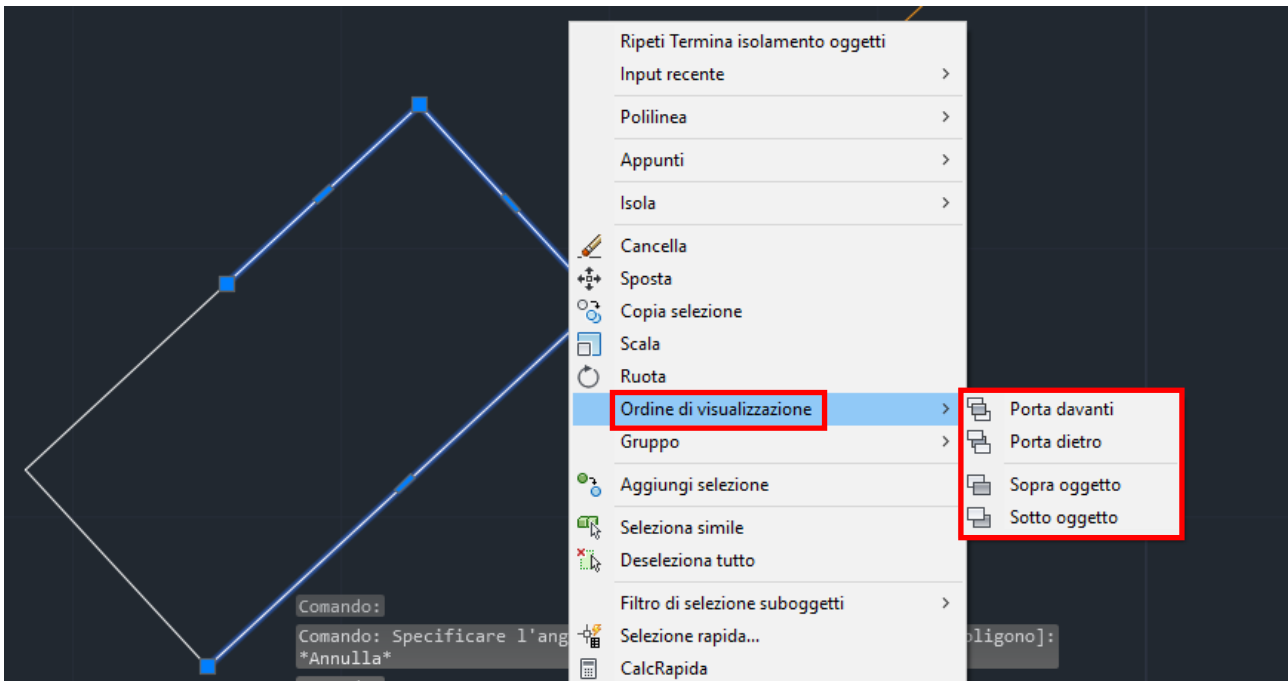 Ripeti Termina isolamento oggetti
Input recente
Polilinea
Appunti
Isola
Cancella
Sposta
Copia selezione
Scala
Ruota
Ordine di visualizzazione
Porta davanti
Porta dietro
Sopra oggetto
Sotto oggetto
Gruppo
Aggiungi selezione
Seleziona simile
Deseleziona tutto
Filtro di selezione suboggetti
Selezione rapida...
CalcRapida
Comando:
Comando: Specificare l'ang oligono]:
*Annulla*